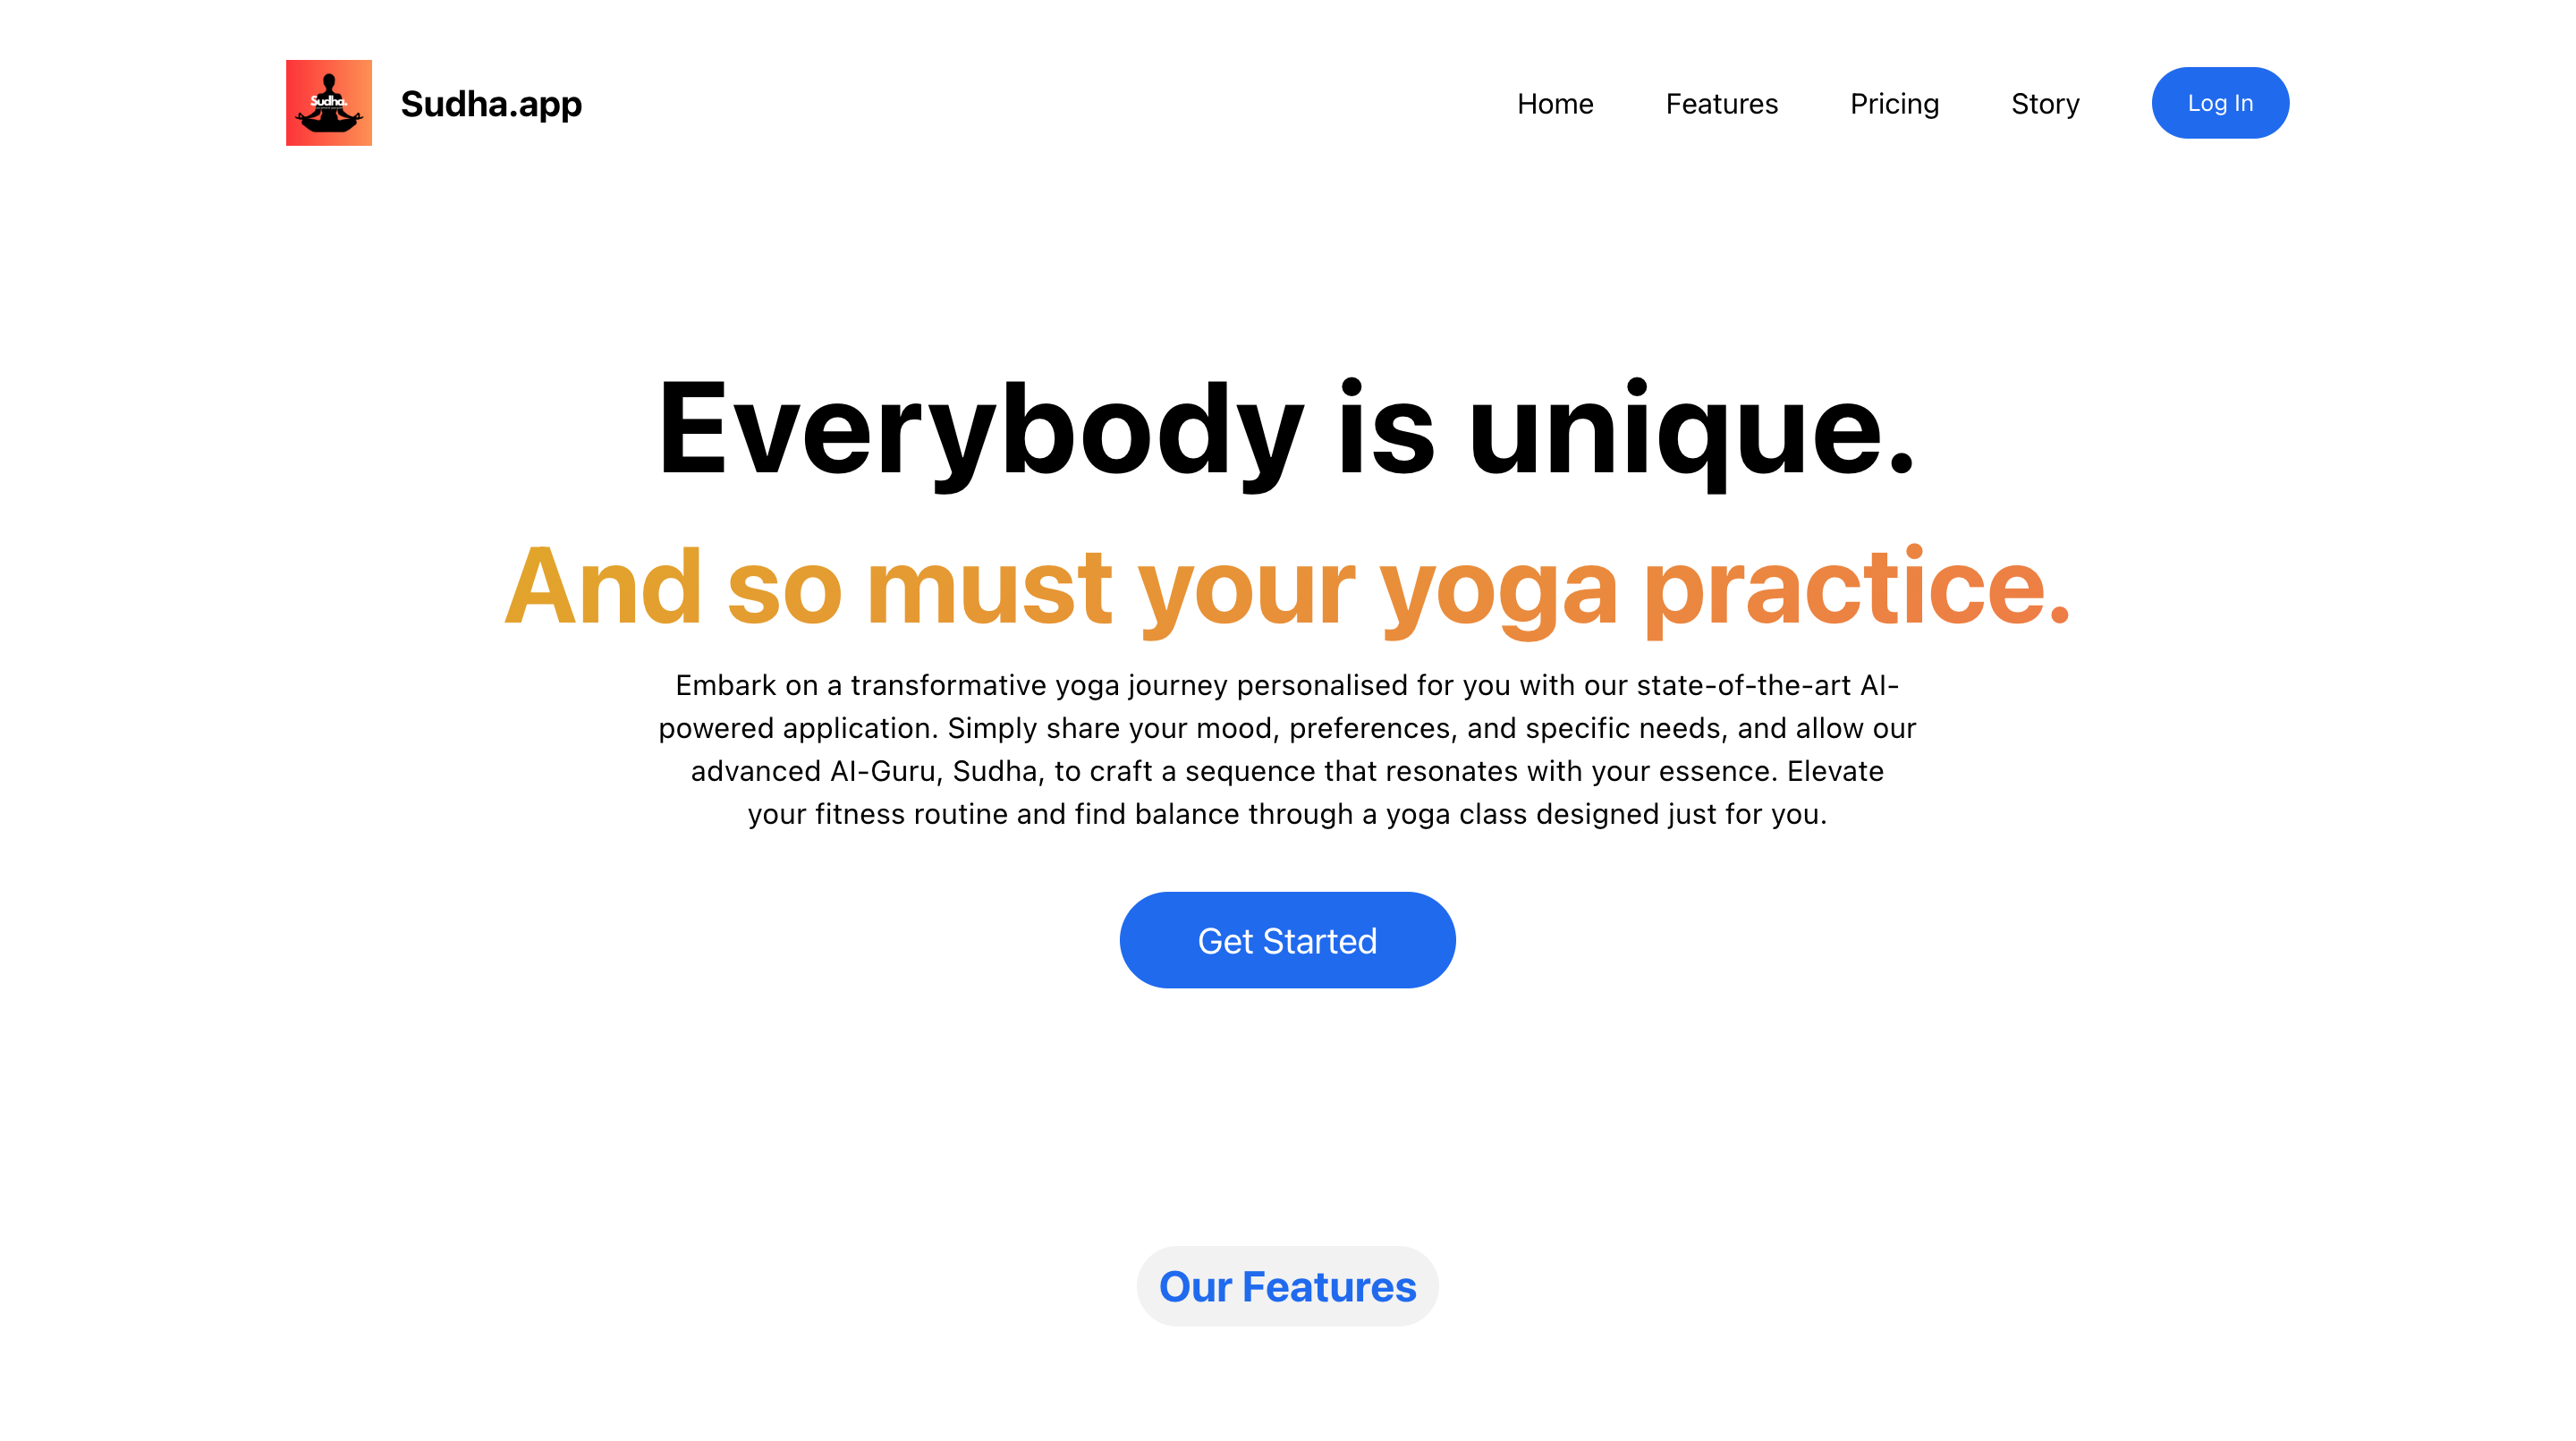 Sudha.
Sudha.app
Home
Features
Pricing
Story
Log In
Everybody is unique.
And so must your yoga practice.
Embark on a transformative yoga journey personalised for you with our state-of-the-art AI-
powered application. Simply share your mood, preferences, and specific needs, and allow our
advanced AI-Guru, Sudha, to craft a sequence that resonates with your essence. Elevate
your fitness routine and find balance through a yoga class designed just for you.
Get Started
Our Features